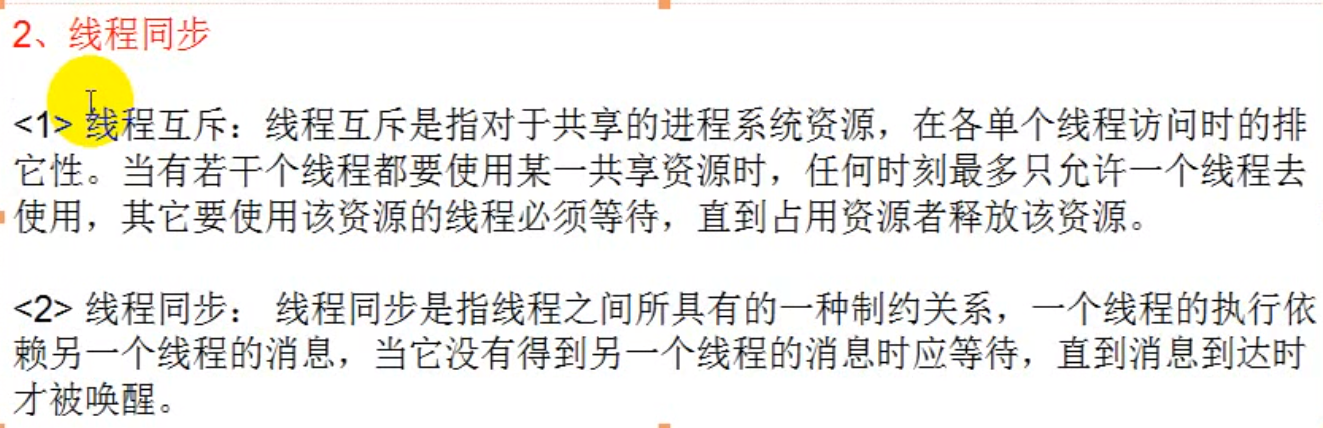 2、线程同步
<1> 线程互斥：线程互斥是指对于共享的进程系统资源，在各单个线程访问时的排
它性。当有若干个线程都要使用某一共享资源时，任何时刻最多只允许一个线程去
使用，其它要使用该资源的线程必须等待，直到占用资源者释放该资源。
<2> 线程同步： 线程同步是指线程之间所具有的一种制约关系，一个线程的执行依
赖另一个线程的消息，当它没有得到另一个线程的消息时应等待，直到消息到达时
才被唤醒。